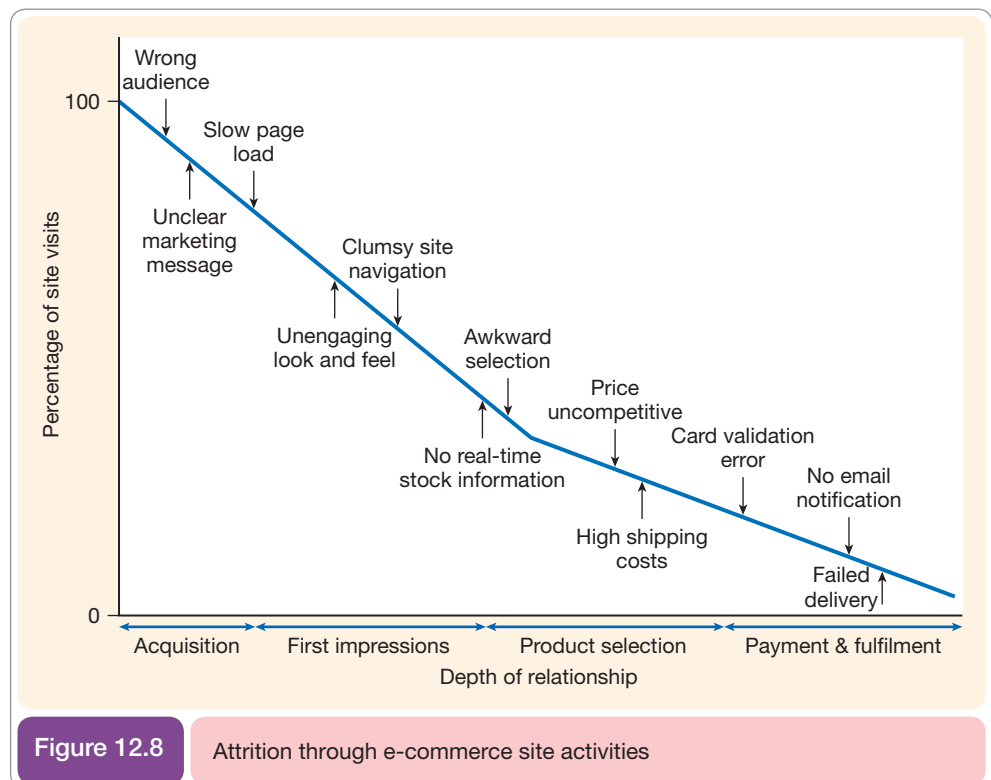 Wrong
audience
100
Slow page
load
Unclear
marketing
message
Clumsy site
navigation
Unengaging
look and feel
Awkward
selection
Price
uncompetitive
No real-time
stock information
Card validation
error
No email
notification
High shipping
costs
Failed
delivery
Percentage of site visits
0
Acquisition
First impressions
Product selection
Payment & fulfilment
Depth of relationship
Figure 12.8
Attrition through e-commerce site activities